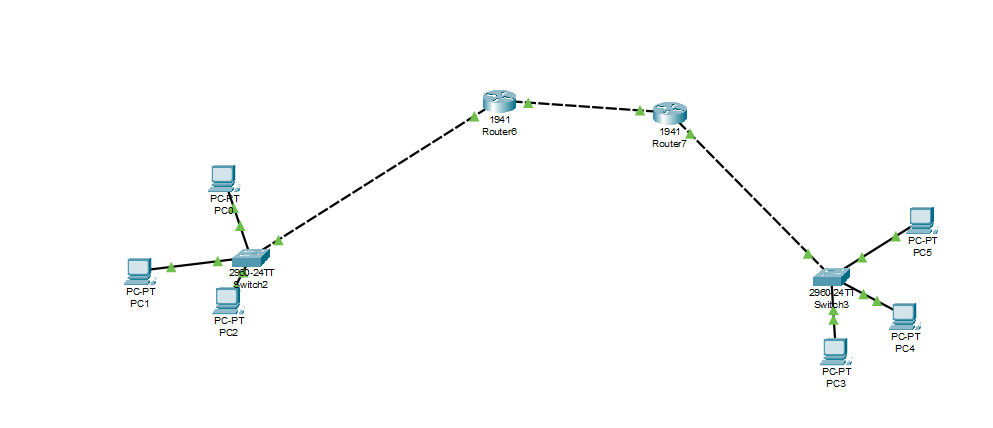 1941
Router6
1941
Router7
PC-PT
PC0
2960-24TT
Switch2
PC-PT
PC1
PC-PT
PC2
PC-PT
PC5
2960-24TT
Switch3
PC-PT
PC4
PC-PT
PC3